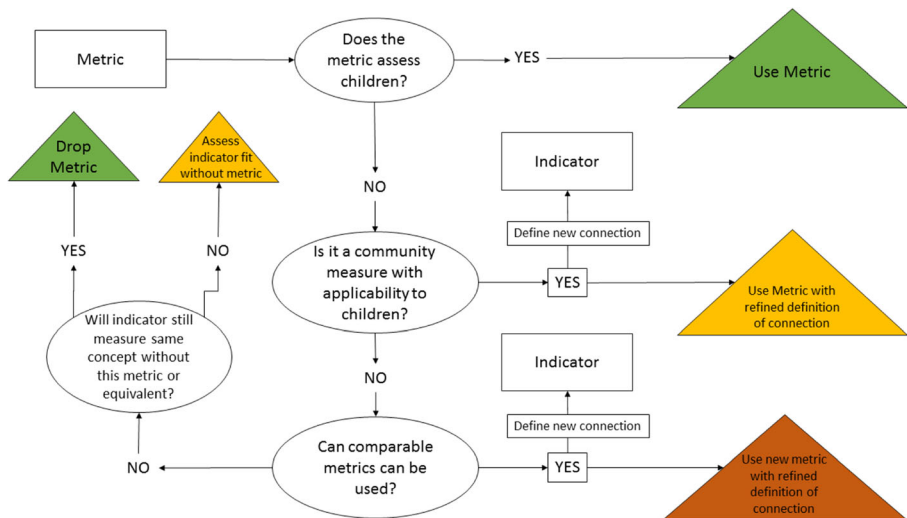 Metric
Does the
metric assess
children?
YES
Use Metric
Drop
Metric
Assess
indicator fit
without metric
Indicator
NO
Define new connection
YES
NO
Is it a community
measure with
applicability to
children?
YES
Use Metric with
refined definition
of connection
Will indicator still
measure same
concept without
this metric or
equivalent?
Indicator
NO
Define new connection
NO
Can comparable
metrics can be
used?
YES
Use new metric
with refined
definition of
connection